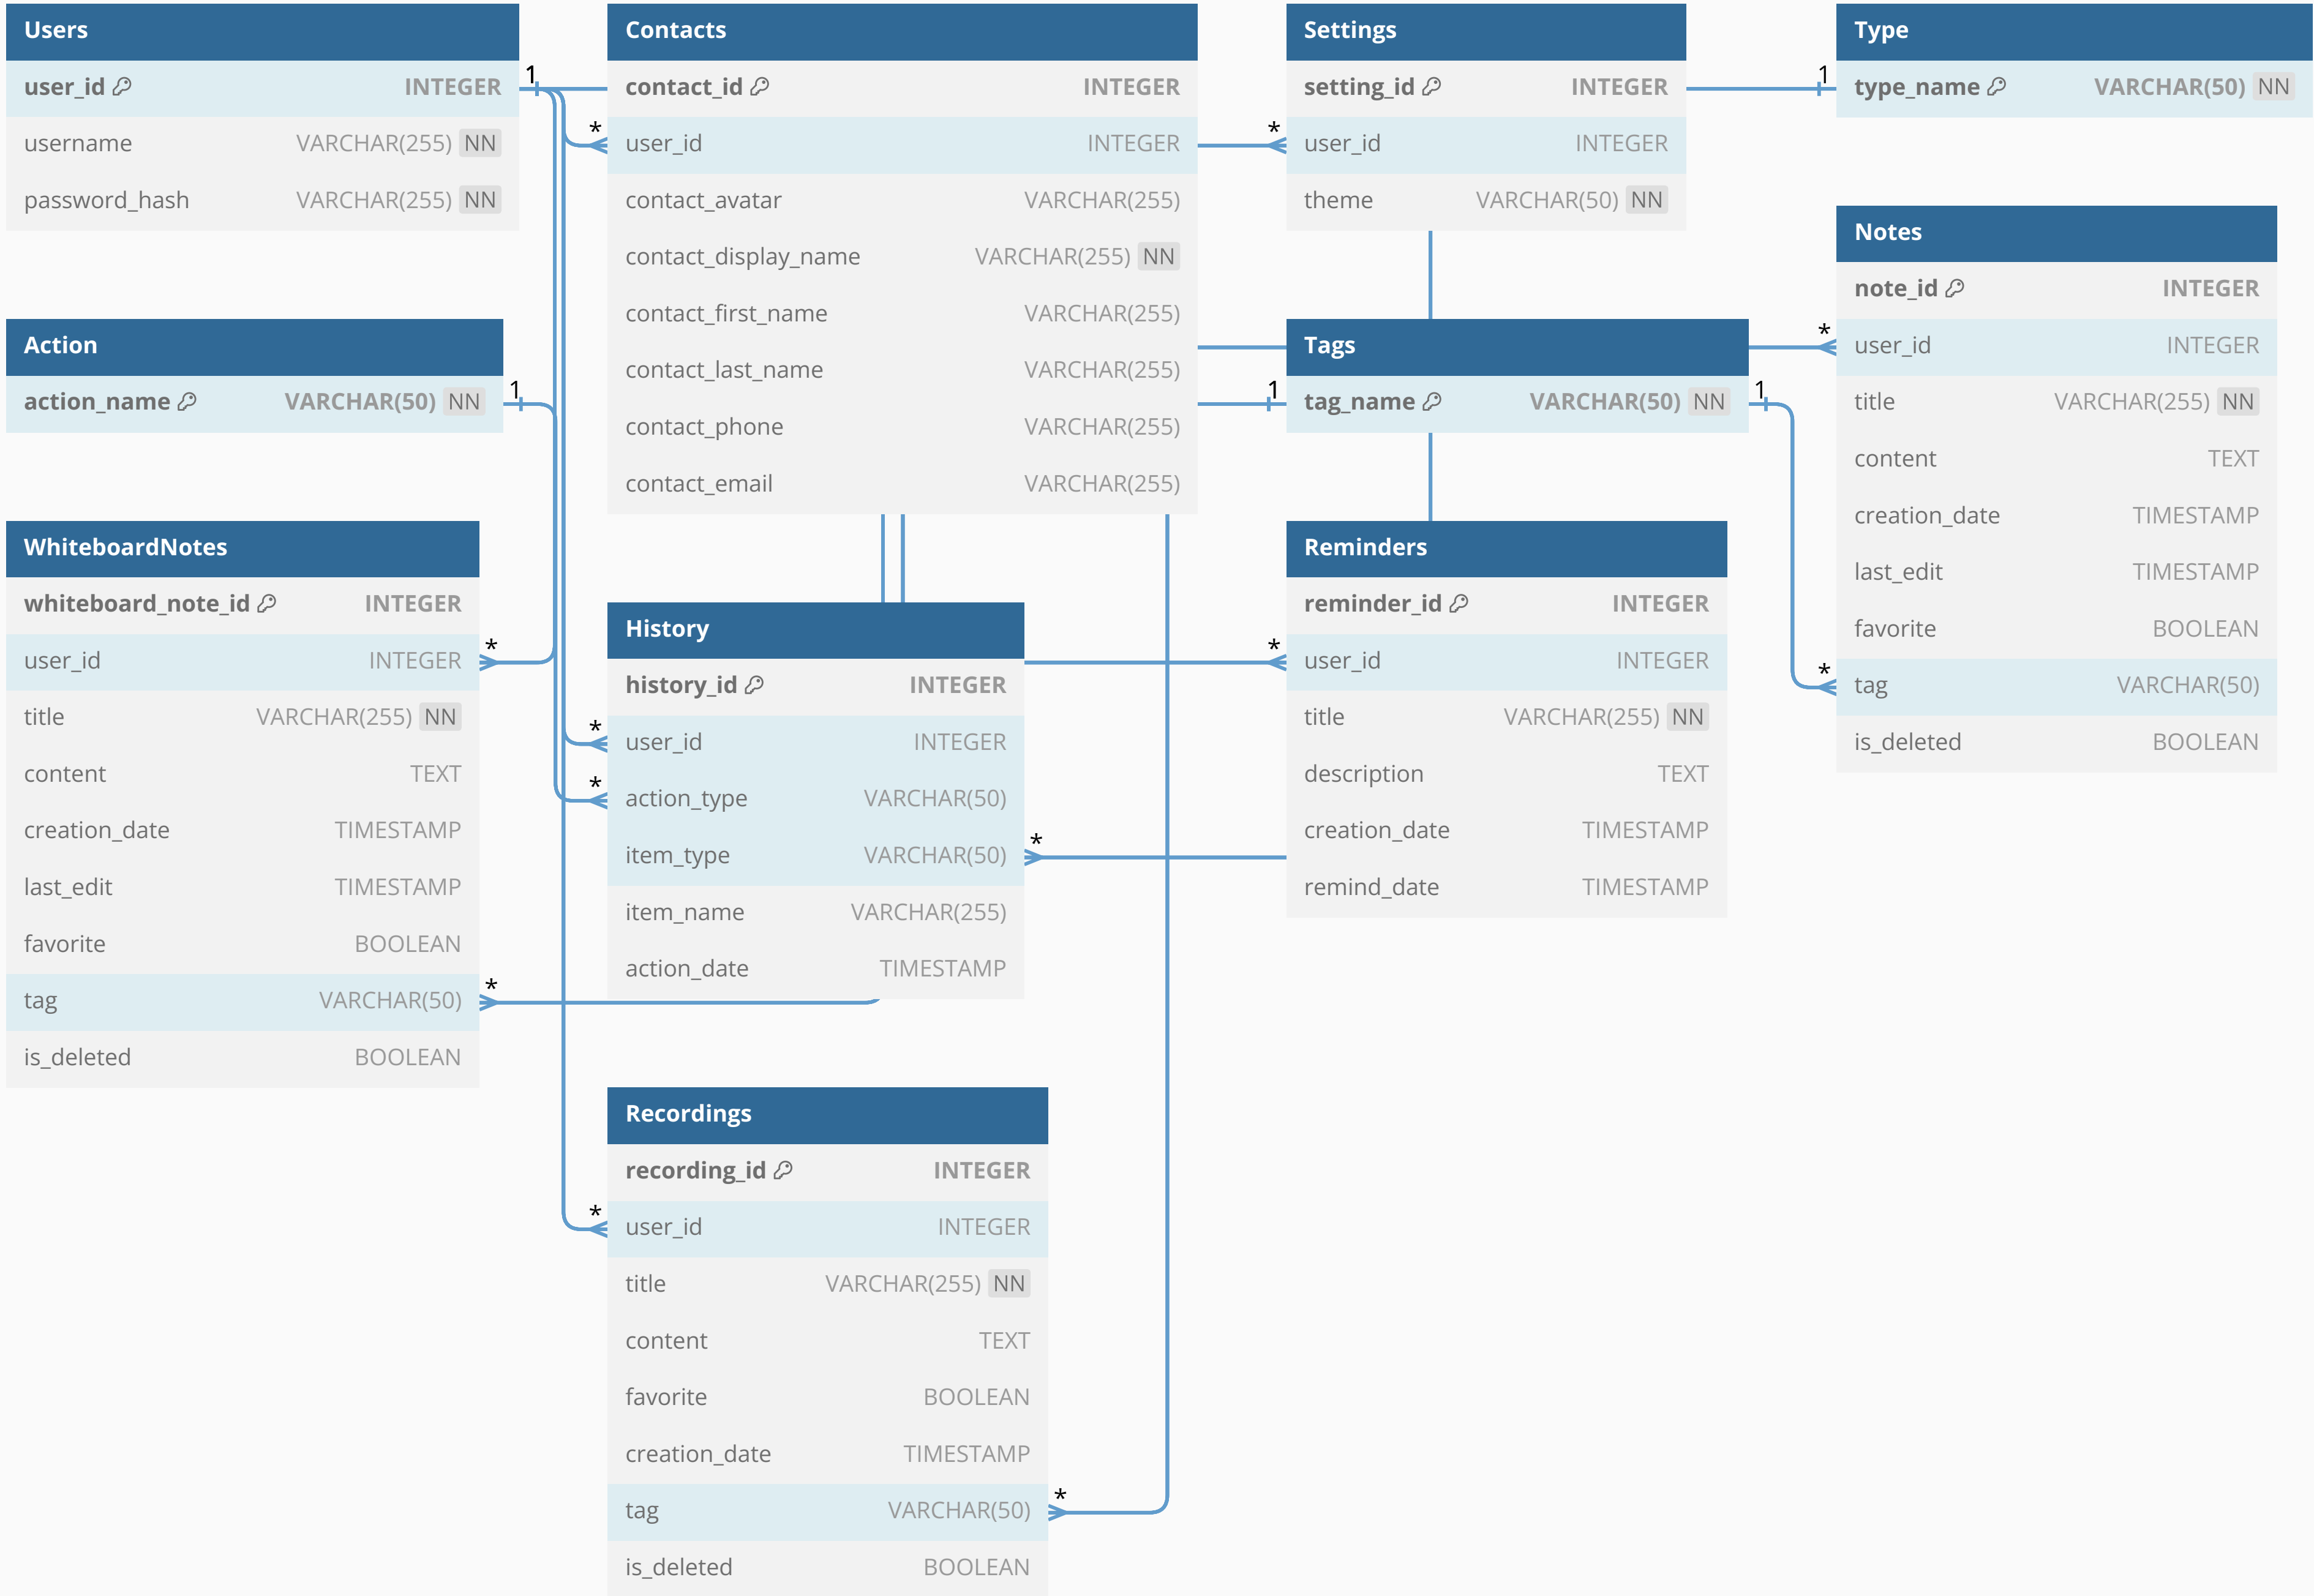 Users
user_id INTEGER
username VARCHAR(255) NN
password_hash VARCHAR(255) NN
1
Contacts
contact_id INTEGER
* user_id INTEGER
contact_avatar VARCHAR(255)
contact_display_name VARCHAR(255) NN
contact_first_name VARCHAR(255)
contact_last_name VARCHAR(255)
contact_phone VARCHAR(255)
contact_email VARCHAR(255)
Settings
setting_id INTEGER
* user_id INTEGER
theme VARCHAR(50) NN
Type
1 type_name VARCHAR(50) NN
Action
action_name VARCHAR(50) NN 1
Tags
1 tag_name VARCHAR(50) NN 1
Notes
note_id INTEGER
* user_id INTEGER
title VARCHAR(255) NN
content TEXT
creation_date TIMESTAMP
last_edit TIMESTAMP
favorite BOOLEAN
* tag VARCHAR(50)
is_deleted BOOLEAN
WhiteboardNotes
whiteboard_note_id INTEGER
user_id INTEGER *
title VARCHAR(255) NN
content TEXT
creation_date TIMESTAMP
last_edit TIMESTAMP
favorite BOOLEAN
tag VARCHAR(50) *
is_deleted BOOLEAN
History
history_id INTEGER
* user_id INTEGER
* action_type VARCHAR(50)
item_type VARCHAR(50) *
item_name VARCHAR(255)
action_date TIMESTAMP
Reminders
reminder_id INTEGER
* user_id INTEGER
title VARCHAR(255) NN
description TEXT
creation_date TIMESTAMP
remind_date TIMESTAMP
Recordings
recording_id INTEGER
* user_id INTEGER
title VARCHAR(255) NN
content TEXT
favorite BOOLEAN
creation_date TIMESTAMP
tag VARCHAR(50) *
is_deleted BOOLEAN